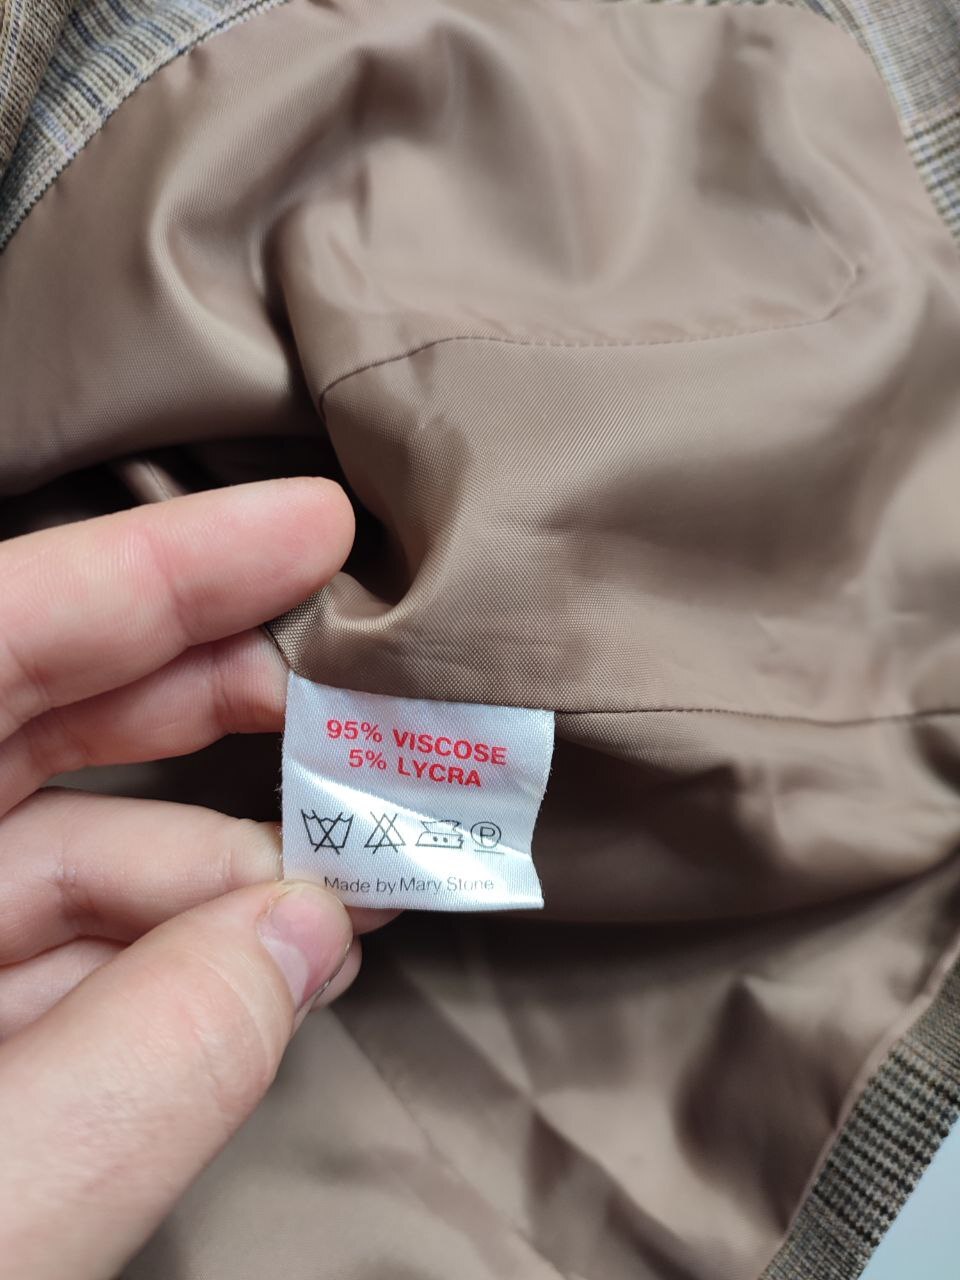 95% VISCOSE
5% LYCRA
P
Made by Mary Stone